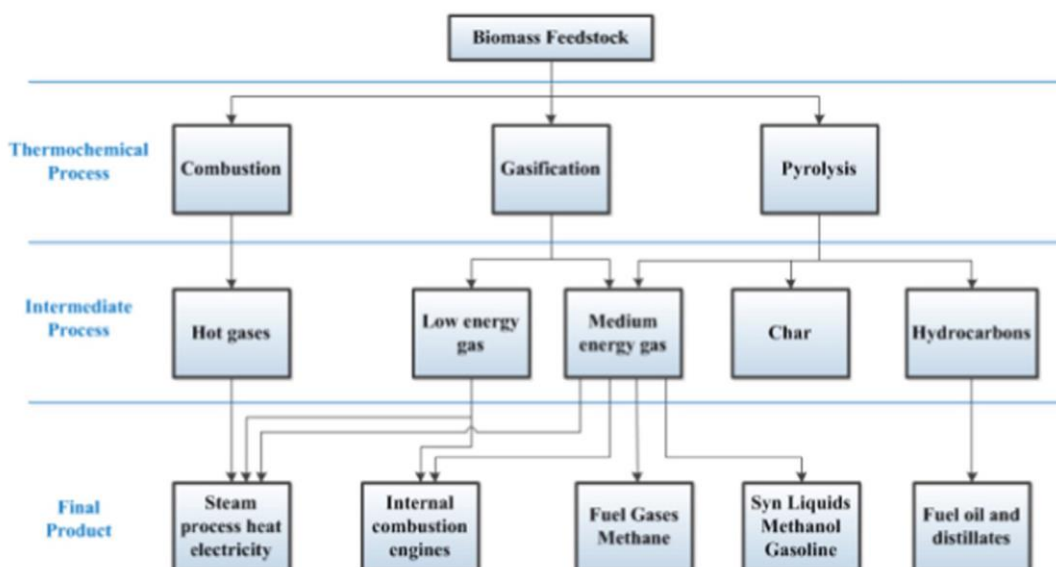 Biomass Feedstock
Thermochemical
Process
Combustion
Gasification
Pyrolysis
Intermediate
Process
Hot gases
Low energy
gas
Medium
energy gas
Char
Hydrocarbons
Final
Product
Steam
process heat
electricity
Internal
combustion
engines
Fuel Gases
Methane
Syn Liquids
Methanol
Gasoline
Fuel oil and
distillates